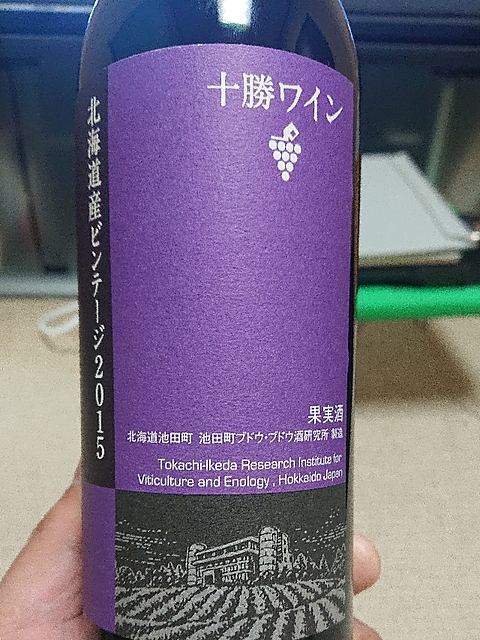 十勝ワイン
北海道産ビンテージ2015
果実酒
北海道池田町 池田町ブドウ・ブドウ酒研究所 製造
Tokachi-Ikeda Research Institute for
Viticulture and Enology , Hokkaido Japan